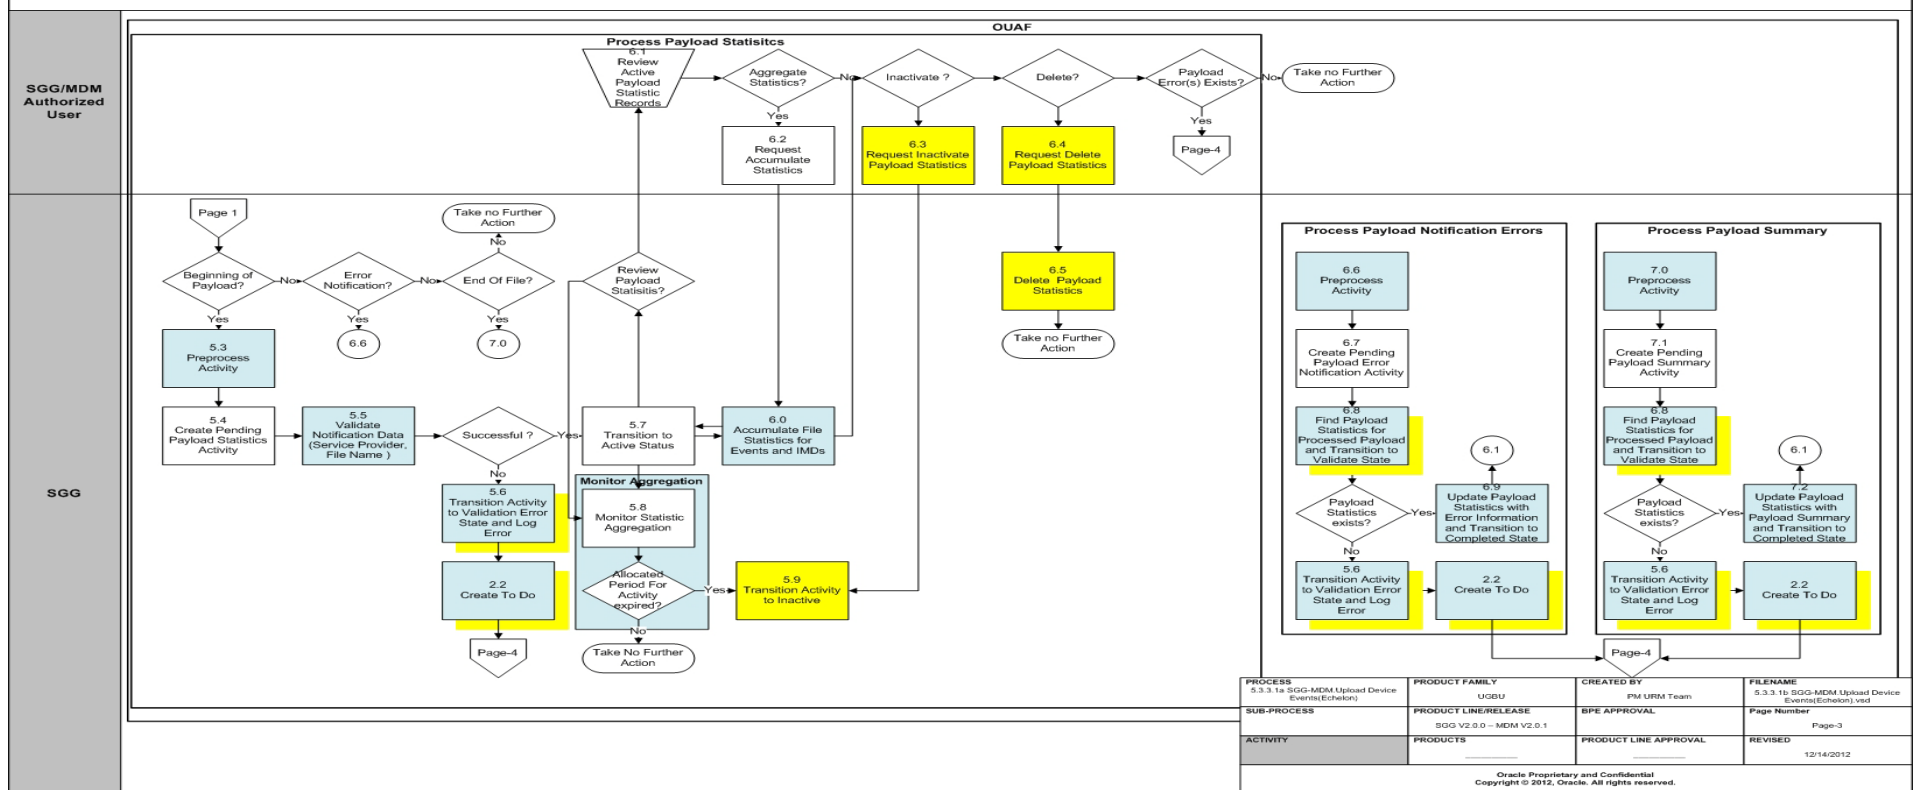 OUAF
Process Payload Statisitcs
SGG/MDM
Authorized
User
6.1
Review
Active
Payload
Statistic
Records
Aggregate
Statistics?
No
Inactivate ?
Delete?
Payload
Error(s) Exists?
No
Take no Further
Action
Yes
6.2
Request
Accumulate
Statistics
6.3
Request Inactivate
Payload Statistics
6.4
Request Delete
Payload Statistics
Yes
Page-4
SGG
Page 1
Beginning of
Payload?
No
Error
Notification?
No
End Of File?
No
Take no Further
Action
Yes
Yes
Yes
6.6
7.0
Review
Payload
Statisitis?
6.5
Delete Payload
Statistics
Take no Further
Action
5.3
Preprocess
Activity
5.4
Create Pending
Payload Statistics
Activity
5.5
Validate
Notification Data
(Service Provider,
File Name )
Successful ?
Yes
No
5.7
Transition to
Active Status
6.0
Accumulate File
Statistics for
Events and IMDs
5.6
Transition Activity
to Validation Error
State and Log
Error
2.2
Create To Do
Page-4
Monitor Aggregation
5.8
Monitor Statistic
Aggregation
Allocated
Period For
Activity
expired?
Yes
5.9
Transition Activity
to Inactive
No
Take No Further
Action
Process Payload Notification Errors
6.6
Preprocess
Activity
6.7
Create Pending
Payload Error
Notification Activity
6.8
Find Payload
Statistics for
Processed Payload
and Transition to
Validate State
6.1
Payload
Statistics
exists?
Yes
6.9
Update Payload
Statistics with
Error Information
and Transition to
Completed State
No
5.6
Transition Activity
to Validation Error
State and Log
Error
2.2
Create To Do
Process Payload Summary
7.0
Preprocess
Activity
7.1
Create Pending
Payload Summary
Activity
6.8
Find Payload
Statistics for
Processed Payload
and Transition to
Validate State
6.1
Payload
Statistics
exists?
Yes
7.2
Update Payload
Statistics with
Payload Summary
and Transition to
Completed State
No
5.6
Transition Activity
to Validation Error
State and Log
Error
2.2
Create To Do
Page-4
PROCESS
5.3.3.1a SGG-MDM.Upload Device
Events(Echelon)
PRODUCT FAMILY
UGBU
CREATED BY
PM URM Team
FILENAME
5.3.3.1b SGG-MDM.Upload Device
Events(Echelon).vsd
SUB-PROCESS
PRODUCT LINE/RELEASE
SGG V2.0.0 – MDM V2.0.1
BPE APPROVAL
Page Number
Page-3
ACTIVITY
PRODUCTS
PRODUCT LINE APPROVAL
REVISED
12/14/2012
Oracle Proprietary and Confidential
Copyright © 2012, Oracle. All rights reserved.